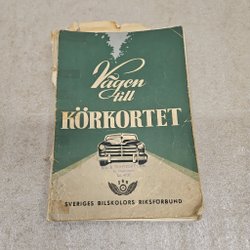 Vägen
till
KÖRKORTET
SVERIGES BILSKOLORS RIKSFÖRBUND